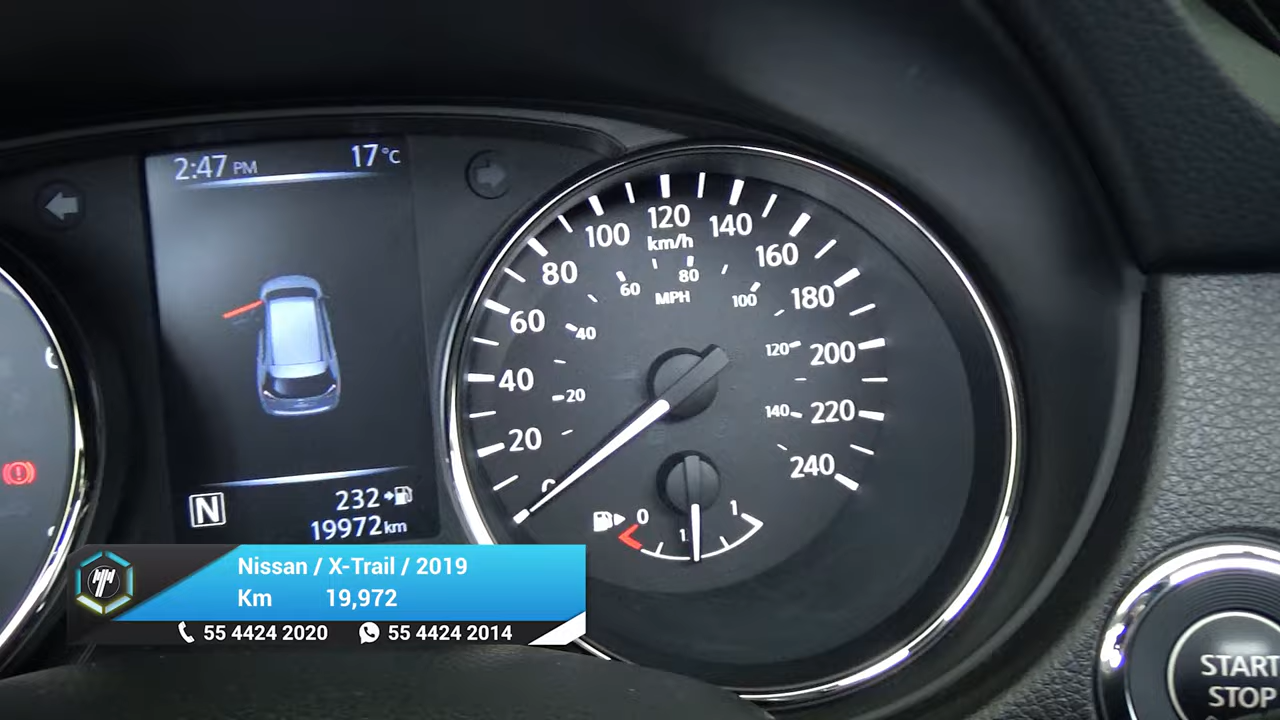 2:47 PM 17°C
N
232
19972km
0
20
40
60
80
100
120
140
160
180
200
220
240
km/h
20
40
60
80
100
120
140
MPH
0
1
START
STOP
Nissan / X-Trail / 2019
Km 19,972
55 4424 2020 55 4424 2014